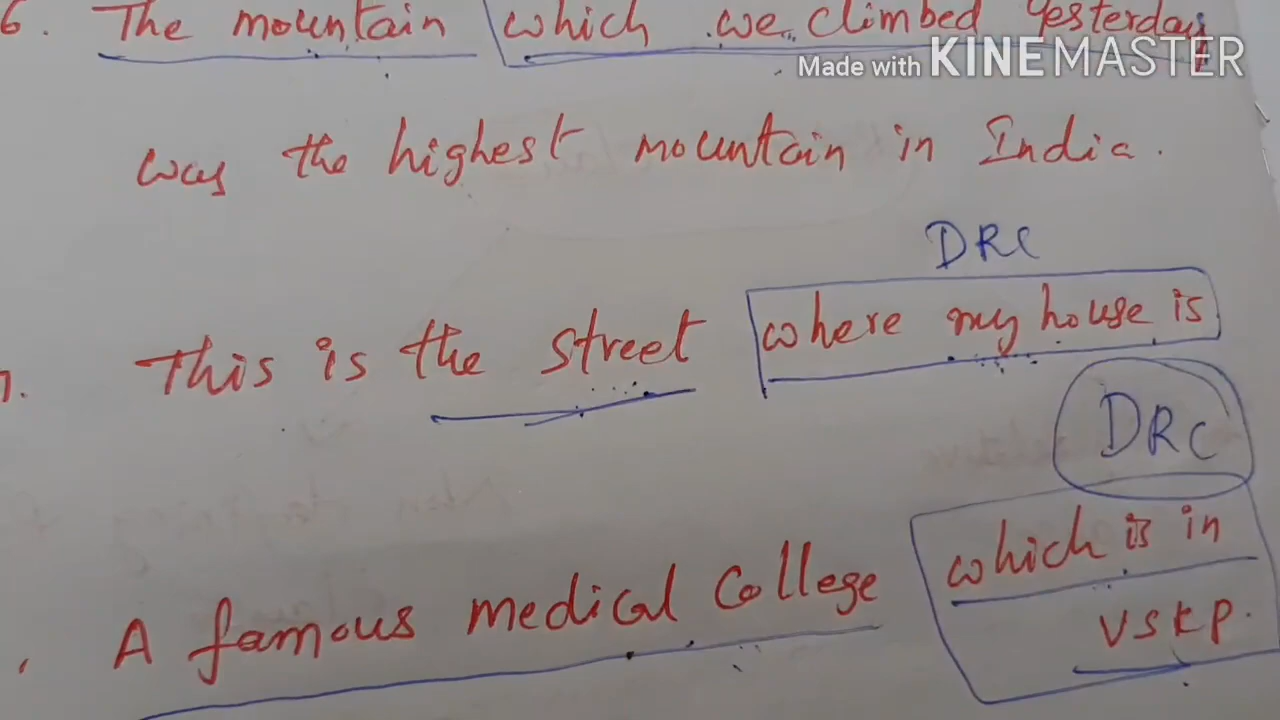 6. The mountain which we climbed yesterday
Made with KINEMASTER
was the highest mountain in India.
DRC
7. This is the street where my house is
DRC
A famous medical College which is in
VSKP.